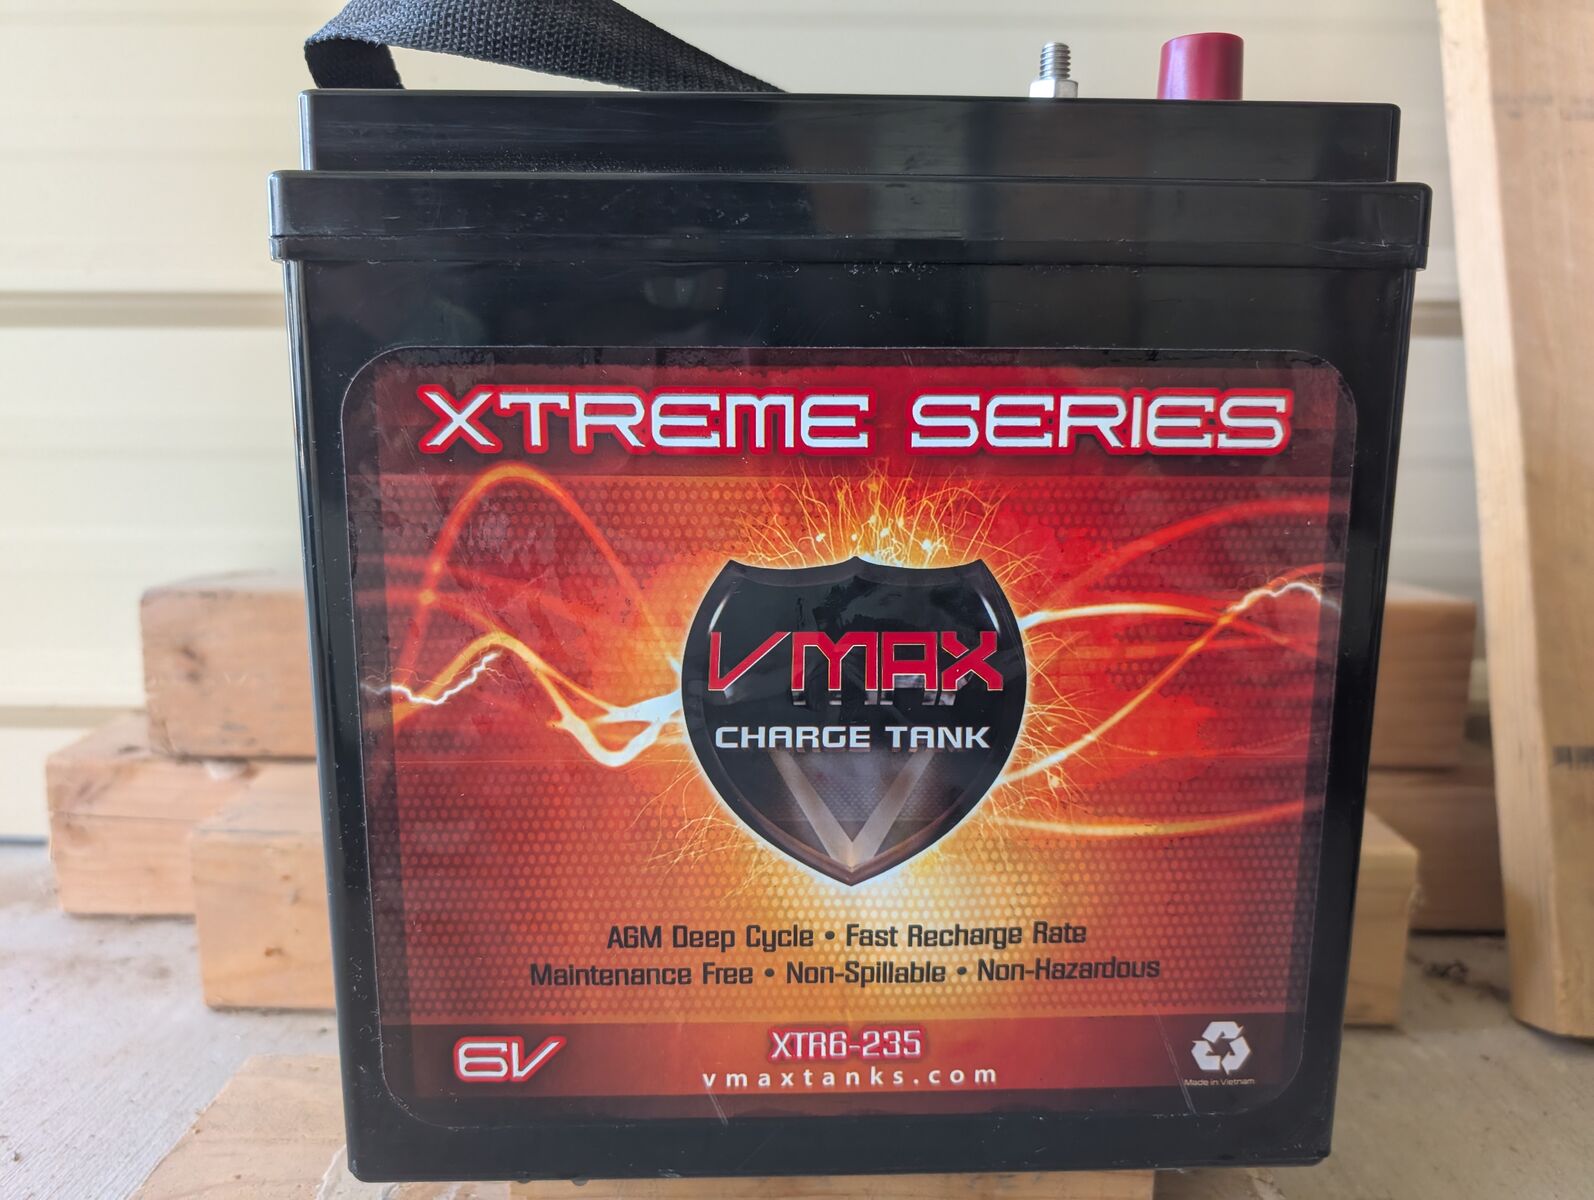 XTREME SERIES
VMAX
CHARGE TANK
AGM Deep Cycle • Fast Recharge Rate
Maintenance Free • Non-Spillable • Non-Hazardous
6V
XTR6-235
vmaxtanks.com
Made in Vietnam